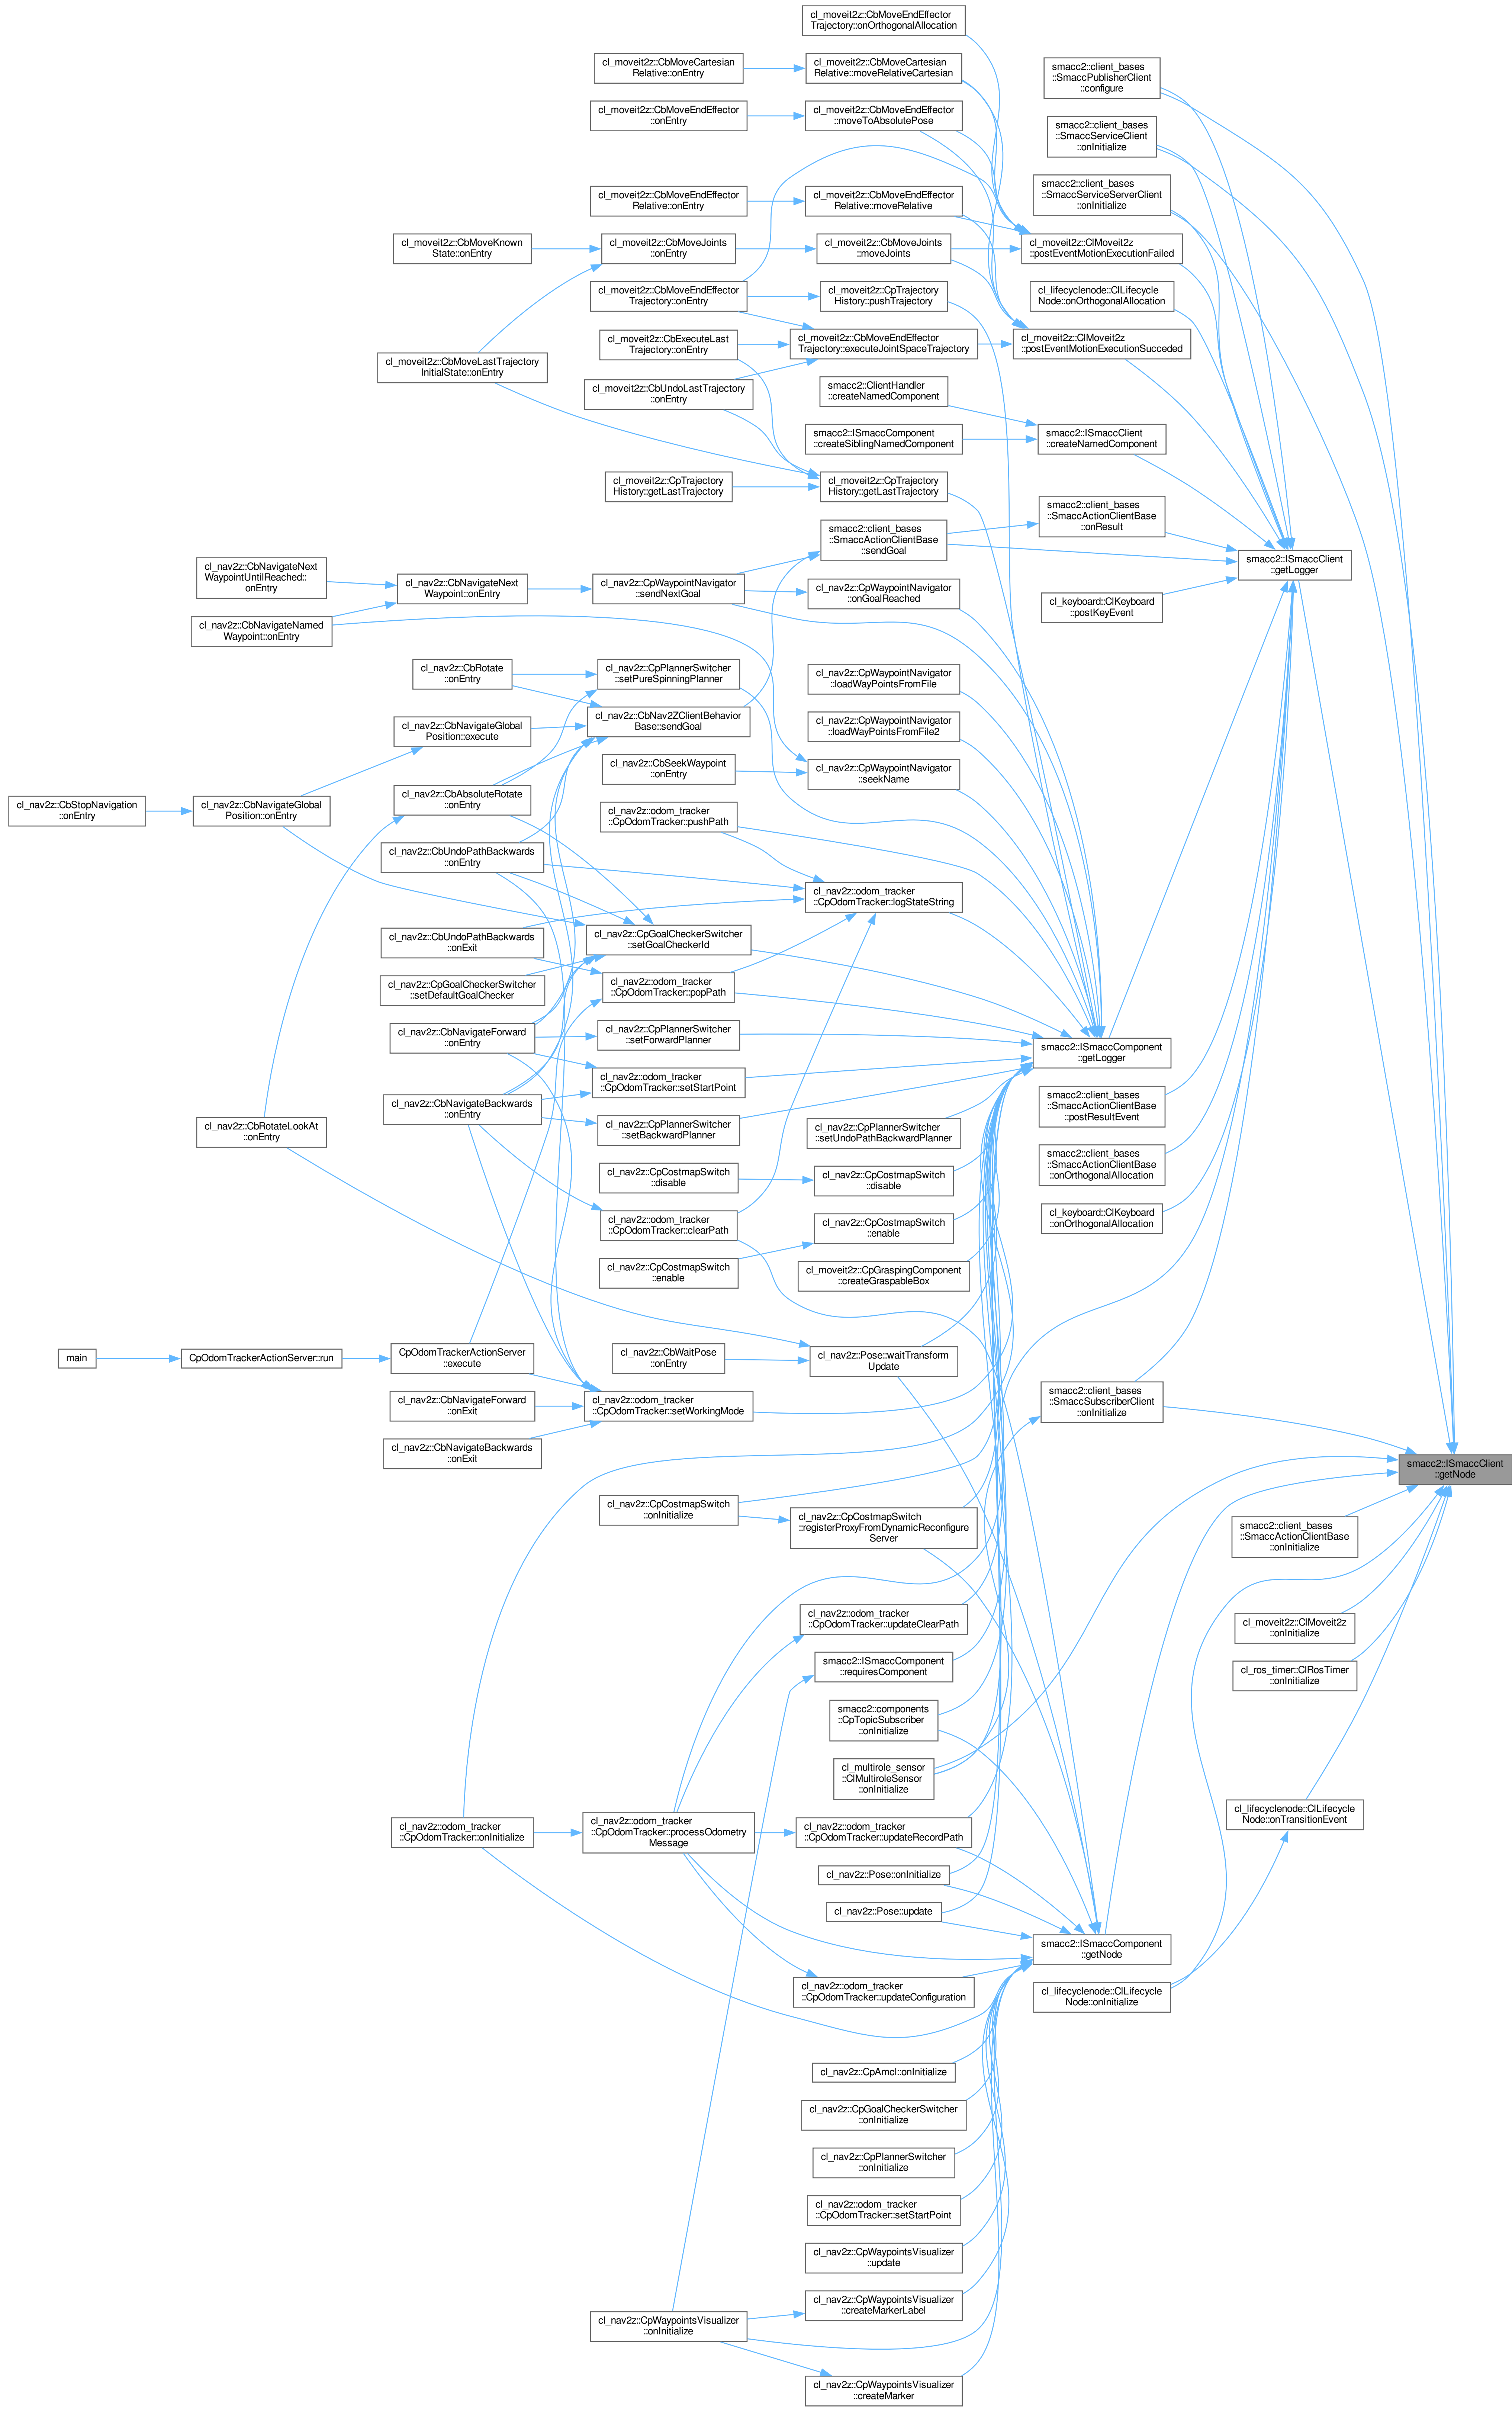 cl_moveit2z::CbMoveEndEffector
Trajectory::onOrthogonalAllocation
cl_moveit2z::CbMoveCartesian
Relative::onEntry
cl_moveit2z::CbMoveCartesian
Relative::moveRelativeCartesian
smacc2::client_bases
::SmaccPublisherClient
::configure
cl_moveit2z::CbMoveEndEffector
::onEntry
cl_moveit2z::CbMoveEndEffector
::moveToAbsolutePose
smacc2::client_bases
::SmaccServiceClient
::onInitialize
smacc2::client_bases
::SmaccServiceServerClient
::onInitialize
cl_moveit2z::CbMoveEndEffector
Relative::onEntry
cl_moveit2z::CbMoveEndEffector
Relative::moveRelative
cl_moveit2z::CbMoveKnown
State::onEntry
cl_moveit2z::CbMoveJoints
::onEntry
cl_moveit2z::CbMoveJoints
::moveJoints
cl_moveit2z::ClMoveit2z
::postEventMotionExecutionFailed
cl_moveit2z::CbMoveEndEffector
Trajectory::onEntry
cl_moveit2z::CpTrajectory
History::pushTrajectory
cl_lifecyclenode::ClLifecycle
Node::onOrthogonalAllocation
cl_moveit2z::CbMoveLastTrajectory
InitialState::onEntry
cl_moveit2z::CbExecuteLast
Trajectory::onEntry
cl_moveit2z::CbMoveEndEffector
Trajectory::executeJointSpaceTrajectory
cl_moveit2z::ClMoveit2z
::postEventMotionExecutionSucceded
cl_moveit2z::CbUndoLastTrajectory
::onEntry
smacc2::ClientHandler
::createNamedComponent
smacc2::ISmaccComponent
::createSiblingNamedComponent
smacc2::ISmaccClient
::createNamedComponent
cl_moveit2z::CpTrajectory
History::getLastTrajectory
cl_moveit2z::CpTrajectory
History::getLastTrajectory
smacc2::client_bases
::SmaccActionClientBase
::onResult
smacc2::client_bases
::SmaccActionClientBase
::sendGoal
smacc2::ISmaccClient
::getLogger
cl_nav2z::CbNavigateNext
WaypointUntilReached::
onEntry
cl_nav2z::CbNavigateNext
Waypoint::onEntry
cl_nav2z::CpWaypointNavigator
::sendNextGoal
cl_nav2z::CpWaypointNavigator
::onGoalReached
cl_keyboard::ClKeyboard
::postKeyEvent
cl_nav2z::CbNavigateNamed
Waypoint::onEntry
cl_nav2z::CbRotate
::onEntry
cl_nav2z::CpPlannerSwitcher
::setPureSpinningPlanner
cl_nav2z::CpWaypointNavigator
::loadWayPointsFromFile
cl_nav2z::CbNavigateGlobal
Position::execute
cl_nav2z::CbNav2ZClientBehavior
Base::sendGoal
cl_nav2z::CpWaypointNavigator
::loadWayPointsFromFile2
cl_nav2z::CbSeekWaypoint
::onEntry
cl_nav2z::CpWaypointNavigator
::seekName
cl_nav2z::CbStopNavigation
::onEntry
cl_nav2z::CbNavigateGlobal
Position::onEntry
cl_nav2z::CbAbsoluteRotate
::onEntry
cl_nav2z::odom_tracker
::CpOdomTracker::pushPath
cl_nav2z::CbUndoPathBackwards
::onEntry
cl_nav2z::odom_tracker
::CpOdomTracker::logStateString
cl_nav2z::CbUndoPathBackwards
::onExit
cl_nav2z::CpGoalCheckerSwitcher
::setGoalCheckerId
cl_nav2z::CpGoalCheckerSwitcher
::setDefaultGoalChecker
cl_nav2z::odom_tracker
::CpOdomTracker::popPath
cl_nav2z::CbNavigateForward
::onEntry
cl_nav2z::CpPlannerSwitcher
::setForwardPlanner
smacc2::ISmaccComponent
::getLogger
cl_nav2z::odom_tracker
::CpOdomTracker::setStartPoint
cl_nav2z::CbNavigateBackwards
::onEntry
smacc2::client_bases
::SmaccActionClientBase
::postResultEvent
cl_nav2z::CbRotateLookAt
::onEntry
cl_nav2z::CpPlannerSwitcher
::setBackwardPlanner
cl_nav2z::CpPlannerSwitcher
::setUndoPathBackwardPlanner
smacc2::client_bases
::SmaccActionClientBase
::onOrthogonalAllocation
cl_nav2z::CpCostmapSwitch
::disable
cl_nav2z::CpCostmapSwitch
::disable
cl_nav2z::odom_tracker
::CpOdomTracker::clearPath
cl_nav2z::CpCostmapSwitch
::enable
cl_keyboard::ClKeyboard
::onOrthogonalAllocation
cl_nav2z::CpCostmapSwitch
::enable
cl_moveit2z::CpGraspingComponent
::createGraspableBox
main
CpOdomTrackerActionServer::run
CpOdomTrackerActionServer
::execute
cl_nav2z::CbWaitPose
::onEntry
cl_nav2z::Pose::waitTransform
Update
cl_nav2z::CbNavigateForward
::onExit
cl_nav2z::odom_tracker
::CpOdomTracker::setWorkingMode
smacc2::client_bases
::SmaccSubscriberClient
::onInitialize
cl_nav2z::CbNavigateBackwards
::onExit
smacc2::ISmaccClient
::getNode
cl_nav2z::CpCostmapSwitch
::onInitialize
cl_nav2z::CpCostmapSwitch
::registerProxyFromDynamicReconfigure
Server
smacc2::client_bases
::SmaccActionClientBase
::onInitialize
cl_nav2z::odom_tracker
::CpOdomTracker::updateClearPath
cl_moveit2z::ClMoveit2z
::onInitialize
smacc2::ISmaccComponent
::requiresComponent
cl_ros_timer::ClRosTimer
::onInitialize
smacc2::components
::CpTopicSubscriber
::onInitialize
cl_multirole_sensor
::ClMultiroleSensor
::onInitialize
cl_nav2z::odom_tracker
::CpOdomTracker::onInitialize
cl_nav2z::odom_tracker
::CpOdomTracker::processOdometry
Message
cl_nav2z::odom_tracker
::CpOdomTracker::updateRecordPath
cl_lifecyclenode::ClLifecycle
Node::onTransitionEvent
cl_nav2z::Pose::onInitialize
cl_nav2z::Pose::update
smacc2::ISmaccComponent
::getNode
cl_nav2z::odom_tracker
::CpOdomTracker::updateConfiguration
cl_lifecyclenode::ClLifecycle
Node::onInitialize
cl_nav2z::CpAmcl::onInitialize
cl_nav2z::CpGoalCheckerSwitcher
::onInitialize
cl_nav2z::CpPlannerSwitcher
::onInitialize
cl_nav2z::odom_tracker
::CpOdomTracker::setStartPoint
cl_nav2z::CpWaypointsVisualizer
::update
cl_nav2z::CpWaypointsVisualizer
::createMarkerLabel
cl_nav2z::CpWaypointsVisualizer
::onInitialize
cl_nav2z::CpWaypointsVisualizer
::createMarker